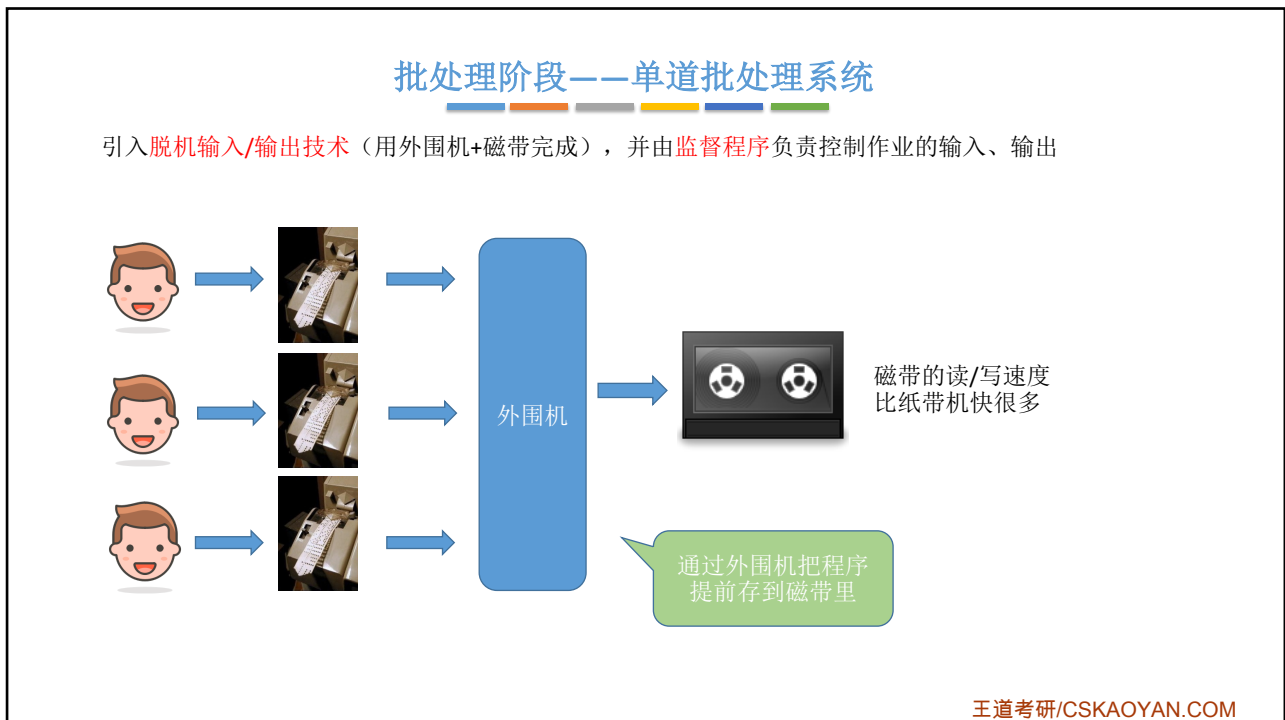 批处理阶段——单道批处理系统
引入脱机输入/输出技术（用外围机+磁带完成），并由监督程序负责控制作业的输入、输出
外围机
磁带的读/写速度
比纸带机快很多
通过外围机把程序
提前存到磁带里
王道考研/CSKAOYAN.COM